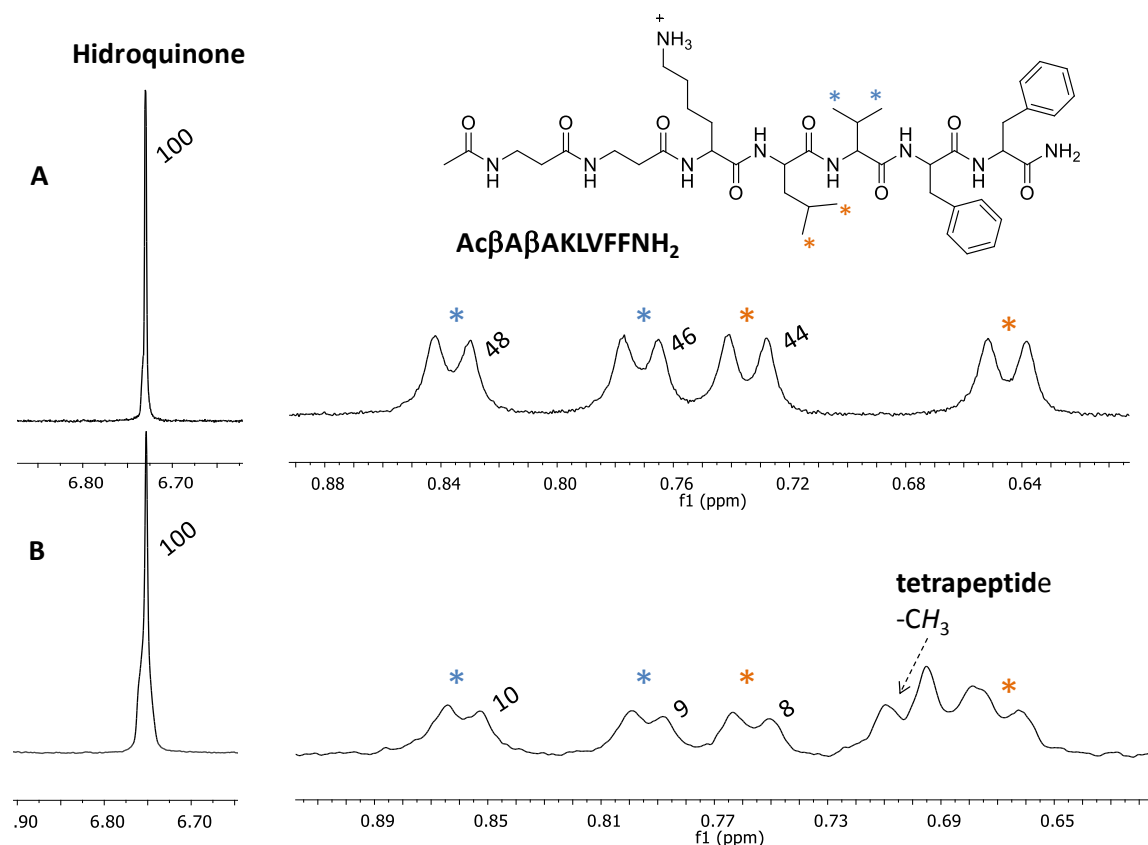 Hidroquinone
100
A
+
NH3
O
O
O
O
O
O
O
O
N
H
N
H
N
H
H
N
N
H
H
N
N
H
NH2
* *
*
*
AcβAβAKLVFFNH2
* 48
* 46
* 44
*
6.80 6.70
0.88 0.84 0.80 0.76 0.72 0.68 0.64
f1 (ppm)
B
100
tetrapeptide
-CH3
* 10
* 9
* 8
*
.90 6.80 6.70
0.89 0.85 0.81 0.77 0.73 0.69 0.65
f1 (ppm)